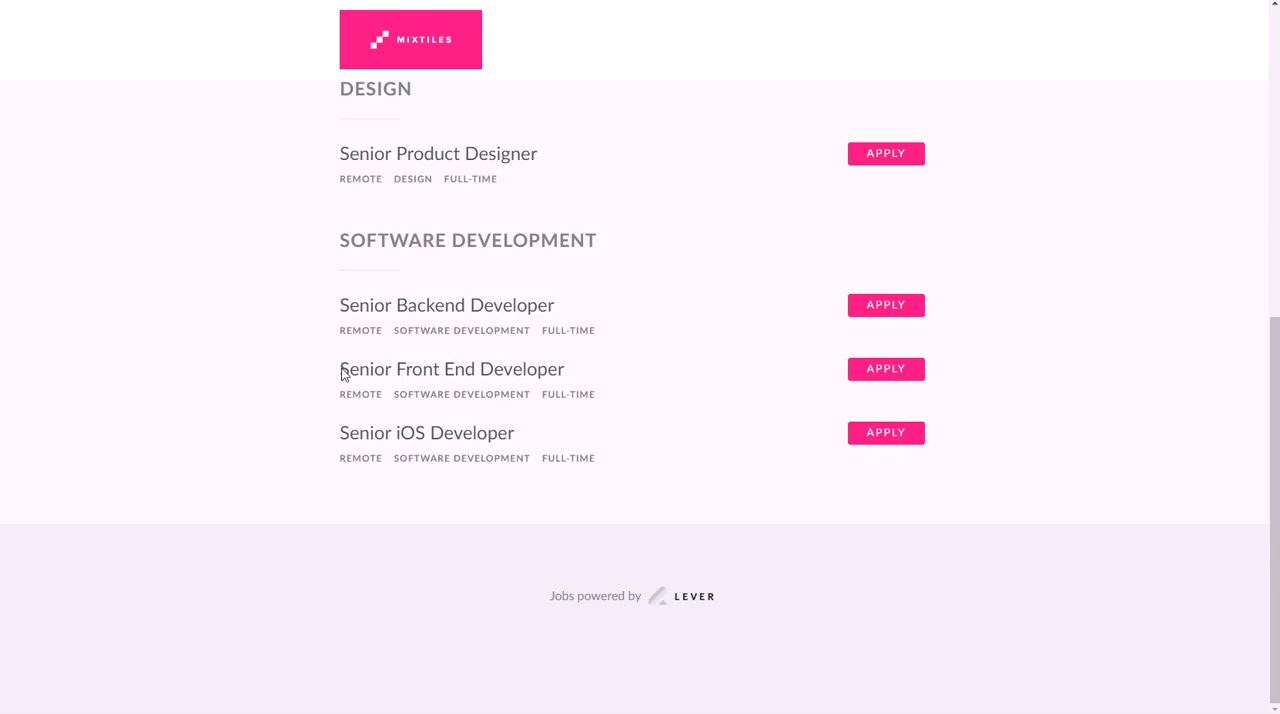 MIXTILES
DESIGN
Senior Product Designer
APPLY
REMOTE DESIGN FULL-TIME
SOFTWARE DEVELOPMENT
Senior Backend Developer
APPLY
REMOTE SOFTWARE DEVELOPMENT FULL-TIME
Senior Front End Developer
APPLY
REMOTE SOFTWARE DEVELOPMENT FULL-TIME
Senior iOS Developer
APPLY
REMOTE SOFTWARE DEVELOPMENT FULL-TIME
Jobs powered by LEVER